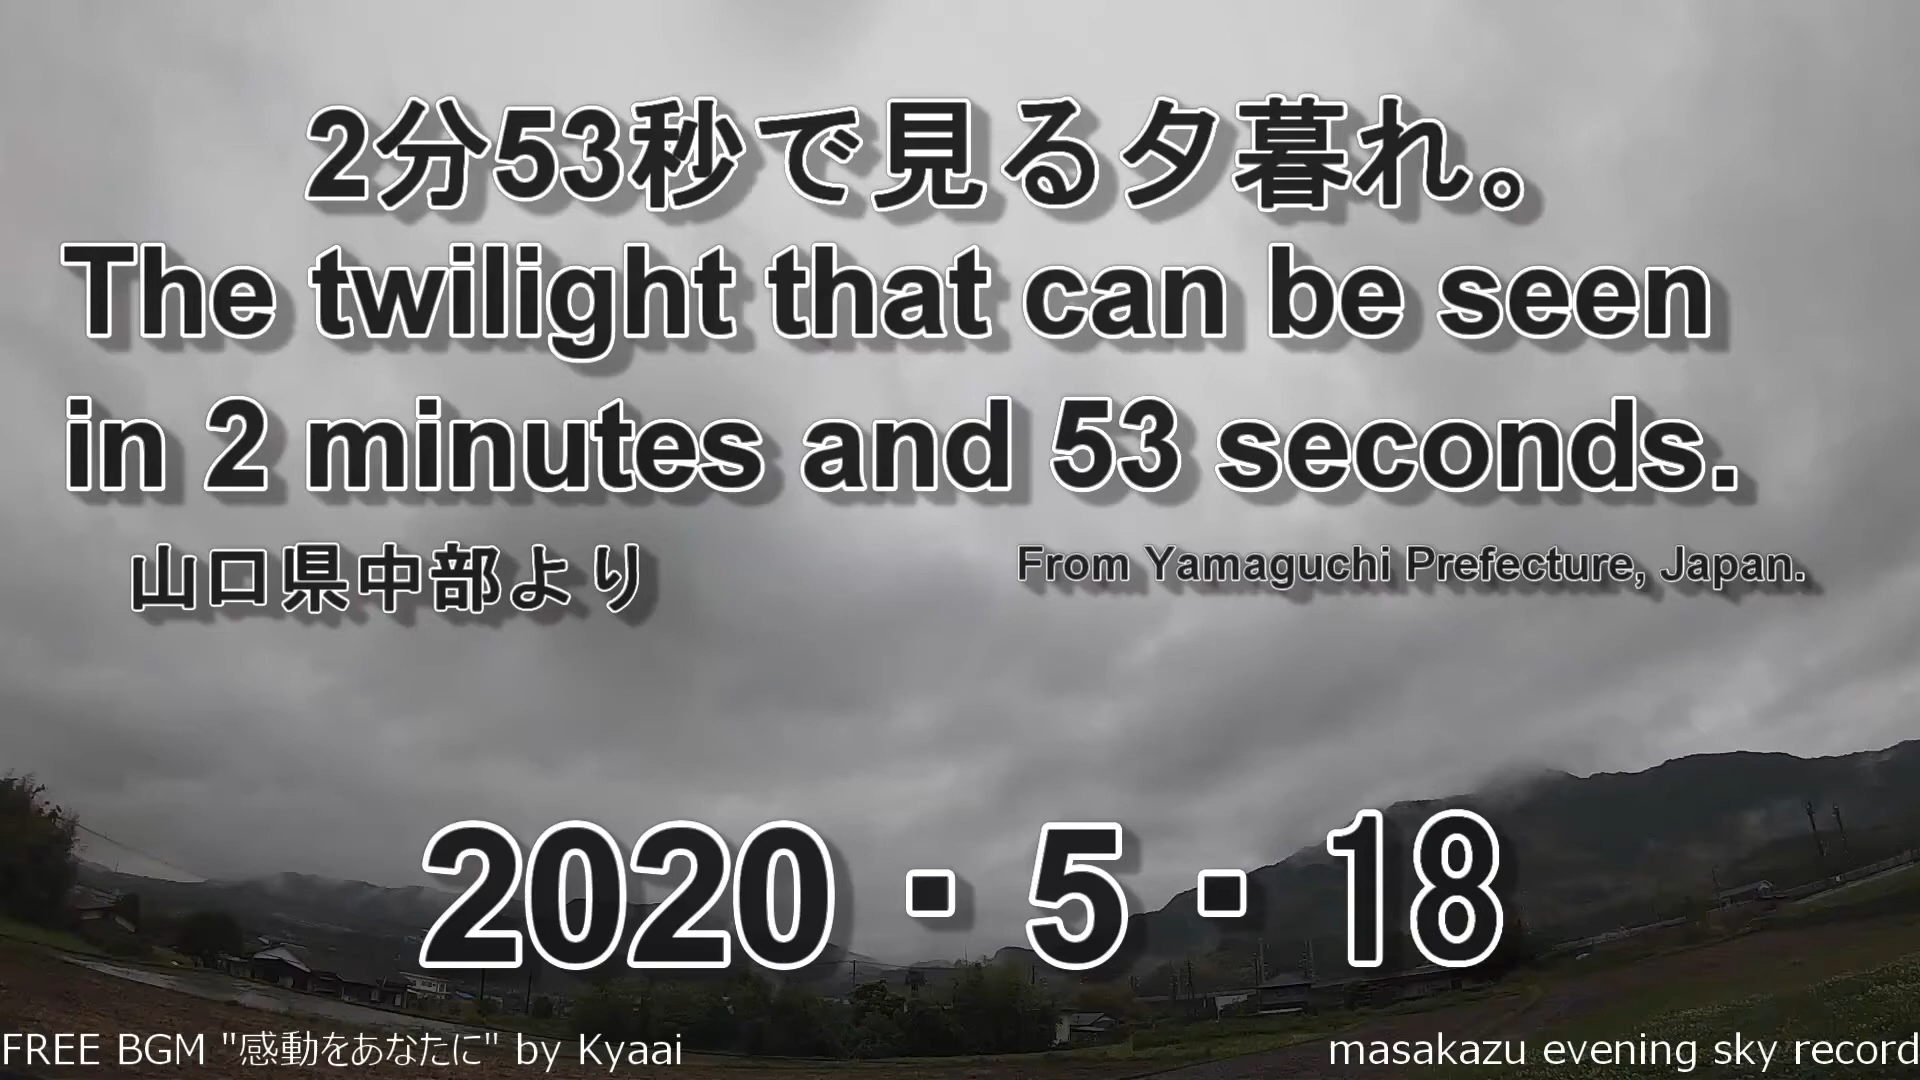 2分53秒で見る夕暮れ。
The twilight that can be seen
in 2 minutes and 53 seconds.
山口県中部より
From Yamaguchi Prefecture, Japan.
2020・5・18
FREE BGM "感動をあなたに" by Kyaai
masakazu evening sky record